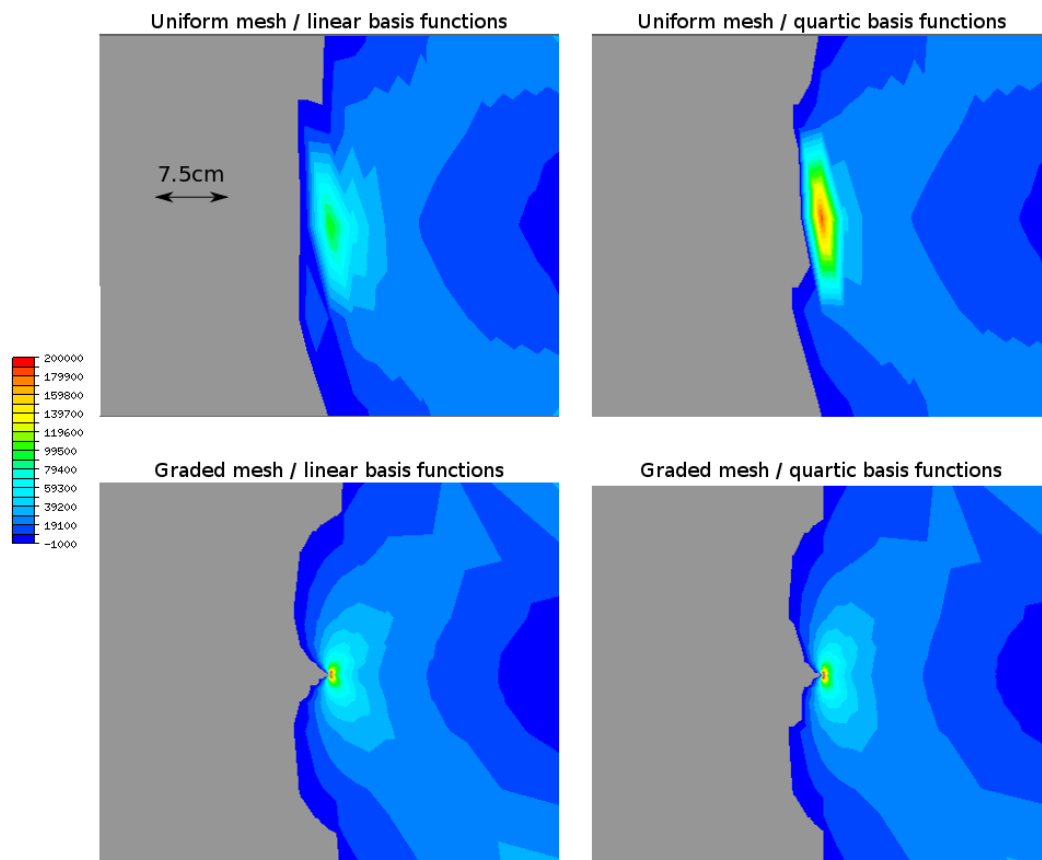 Uniform mesh / linear basis functions
Uniform mesh / quartic basis functions
7.5cm
200000
179900
159800
139700
119600
99500
79400
59300
39200
19100
-1000
Graded mesh / linear basis functions
Graded mesh / quartic basis functions